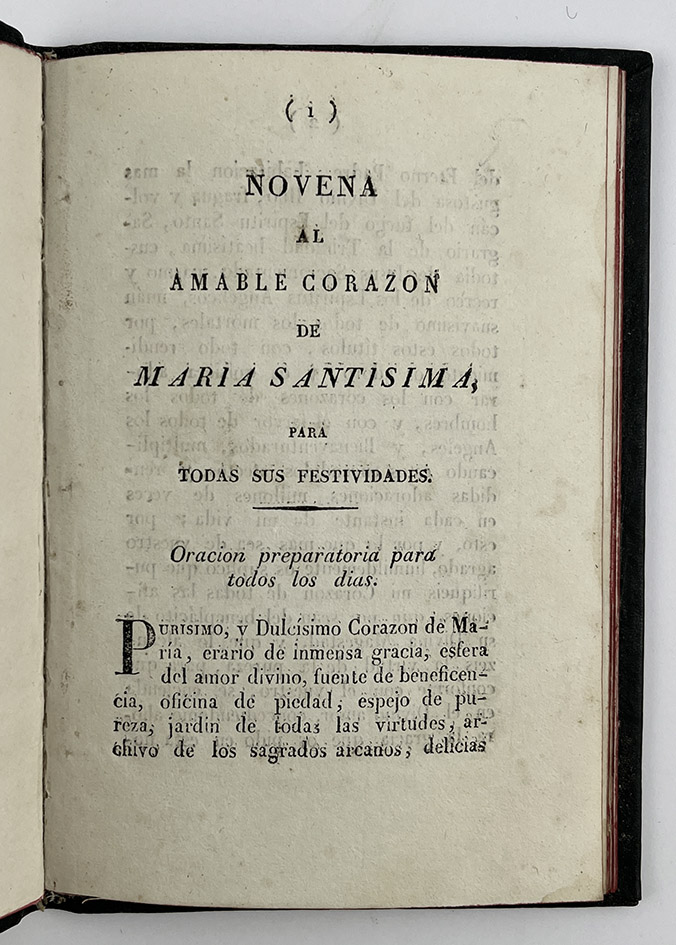 ( 1 )
NOVENA
AL
AMABLE CORAZON
DE
MARIA SANTISIMA,
PARA
TODAS SUS FESTIVIDADES.
Oracion preparatoria para
todos los dias.
PURISIMO, y Dulcísimo Corazon de Ma-
ría, erario de inmensa gracia, esfera
del amor divino, fuente de beneficen-
cia, oficina de piedad, espejo de pu-
reza, jardin de todas las virtudes, ar-
chivo de los sagrados arcanos, delicias